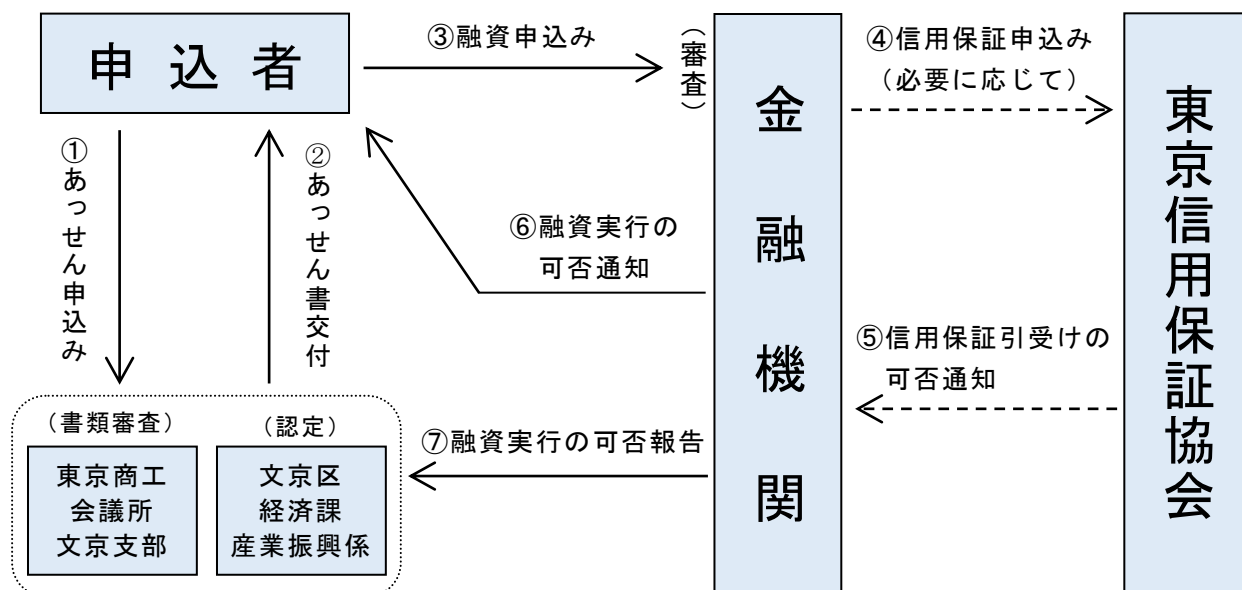 申込者
③融資申込み
（審査）
金融機関
④信用保証申込み
（必要に応じて）
東京信用保証協会
①あっせん申込み
②あっせん書交付
⑥融資実行の
可否通知
⑤信用保証引受けの
可否通知
（書類審査）
東京商工
会議所
文京支部
（認定）
文京区
経済課
産業振興係
⑦融資実行の可否報告